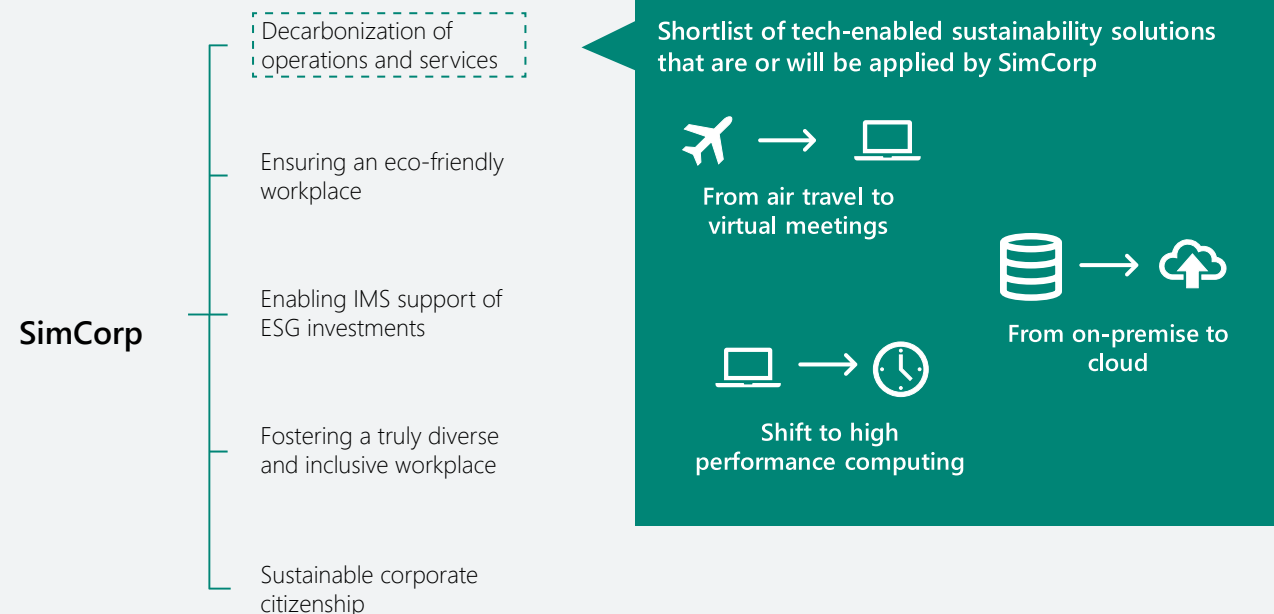 SimCorp
Decarbonization of
operations and services
Ensuring an eco-friendly
workplace
Enabling IMS support of
ESG investments
Fostering a truly diverse
and inclusive workplace
Sustainable corporate
citizenship
Shortlist of tech-enabled sustainability solutions
that are or will be applied by SimCorp
From air travel to
virtual meetings
From on-premise to
cloud
Shift to high
performance computing